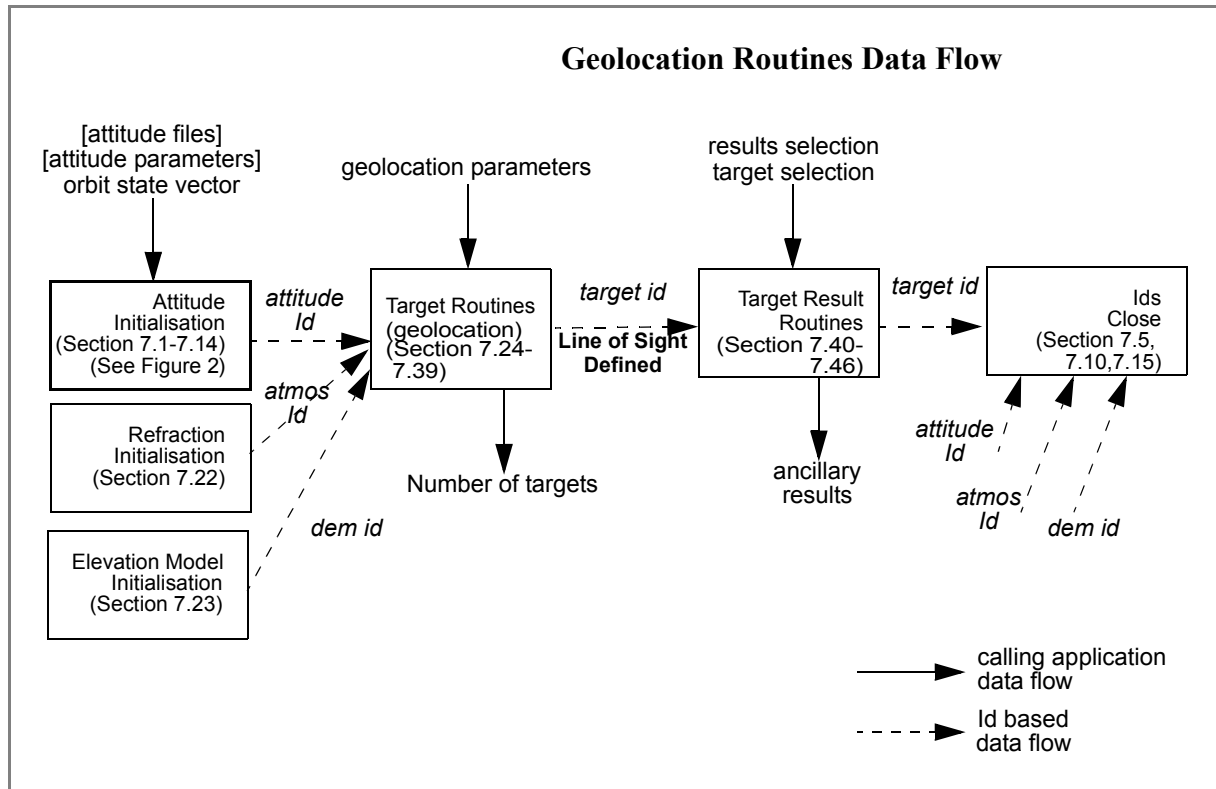 Geolocation Routines Data Flow
[attitude files]
[attitude parameters]
orbit state vector
geolocation parameters
results selection
target selection
Attitude
Initialisation
(Section 7.1-7.14)
(See Figure 2)
attitude
Id
Target Routines
(geolocation)
(Section 7.24-
7.39)
target id
Line of Sight
Defined
Target Result
Routines
(Section 7.40-
7.46)
target id
Ids
Close
(Section 7.5,
7.10,7.15)
atmos
Id
Refraction
Initialisation
(Section 7.22)
Number of targets
ancillary
results
attitude
Id
atmos
Id
dem id
dem id
Elevation Model
Initialisation
(Section 7.23)
calling application
data flow
Id based
data flow